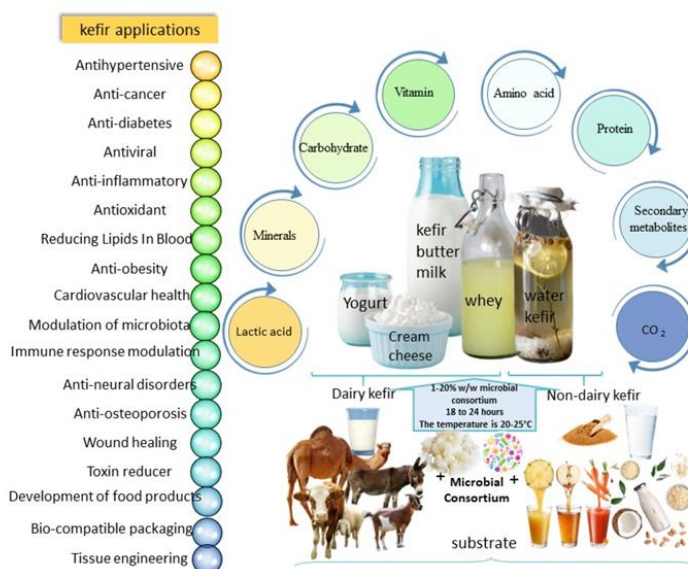 kefir applications
Antihypertensive
Anti-cancer
Anti-diabetes
Antiviral
Anti-inflammatory
Antioxidant
Reducing Lipids In Blood
Anti-obesity
Cardiovascular health
Modulation of microbiota
Immune response modulation
Anti-neural disorders
Anti-osteoporosis
Wound healing
Toxin reducer
Development of food products
Bio-compatible packaging
Tissue engineering
Lactic acid
Minerals
Carbohydrate
Vitamin
Amino acid
Protein
Secondary
metabolites
CO₂
kefir
butter
milk
Yogurt
Cream
cheese
whey
water
kefir
Dairy kefir
1-20% w/w microbial
consortium
18 to 24 hours
The temperature is 20-25°C
Non-dairy kefir
+ +
Microbial
Consortium
substrate